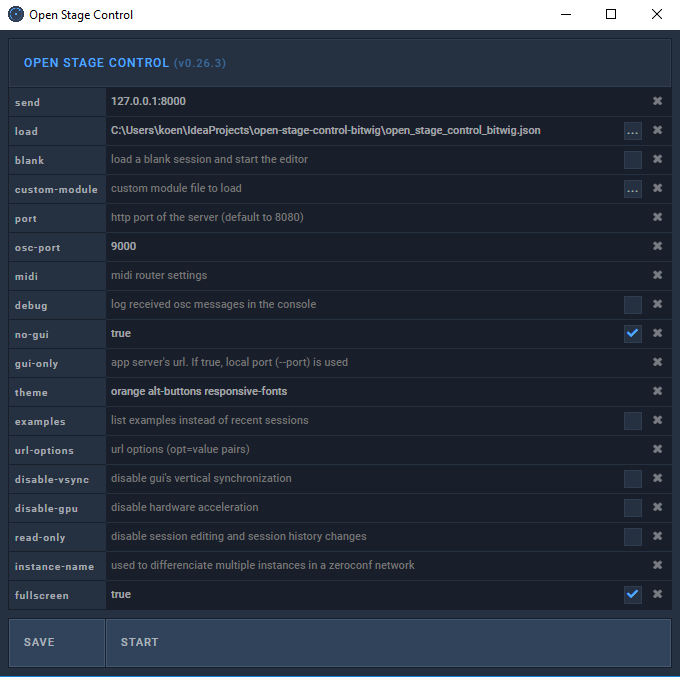 Open Stage Control
OPEN STAGE CONTROL (v0.26.3)
send 127.0.0.1:8000
load C:\Users\koen\IdeaProjects\open-stage-control-bitwig\open_stage_control_bitwig.json ...
blank load a blank session and start the editor
custom-module custom module file to load ...
port http port of the server (default to 8080)
osc-port 9000
midi midi router settings
debug log received osc messages in the console
no-gui true
gui-only app server's url. If true, local port (--port) is used
theme orange alt-buttons responsive-fonts
examples list examples instead of recent sessions
url-options url options (opt=value pairs)
disable-vsync disable gui's vertical synchronization
disable-gpu disable hardware acceleration
read-only disable session editing and session history changes
instance-name used to differenciate multiple instances in a zeroconf network
fullscreen true
SAVE START